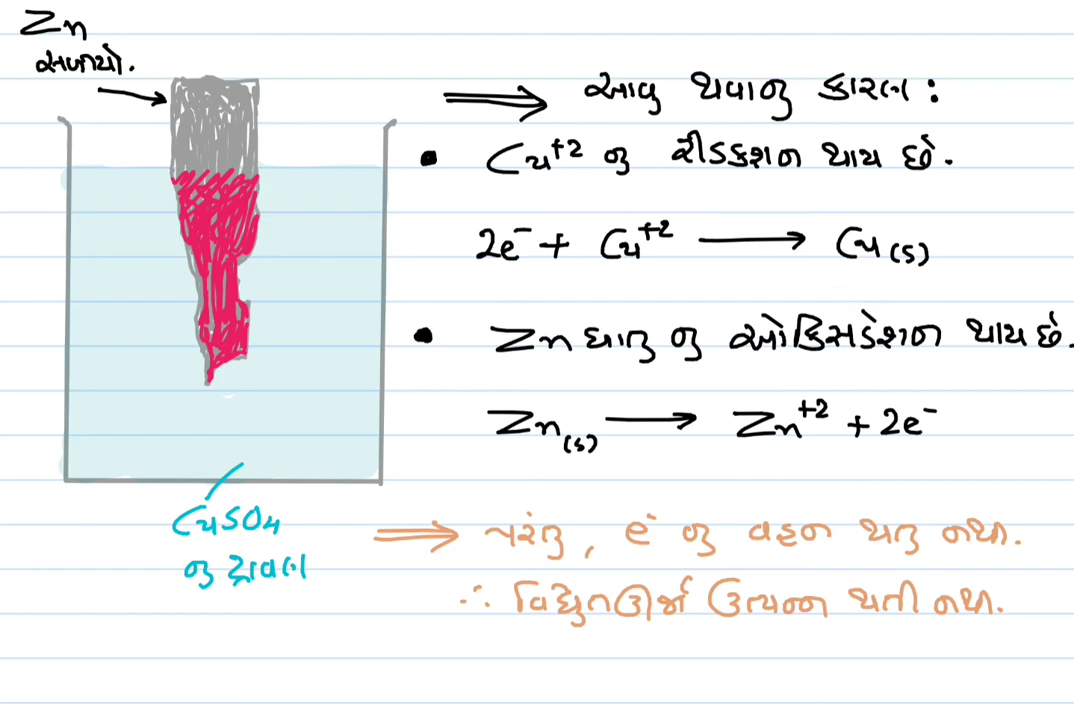 Zn
સળીયો.
⟹ આવુ થવાનુ કારણ :
• Cu⁺² નુ રીડક્શન થાય છે.
2e⁻ + Cu⁺² ⟶ Cu(s)
• Zn ધાતુ નુ ઓક્સિડેશન થાય છે.
Zn(s) ⟶ Zn⁺² + 2e⁻
CuSO4
નુ દ્રાવણ
⟹ પરંતુ, e⁻ નુ વહન થતુ નથી.
∴ વિદ્યુતઊર્જા ઉત્પન્ન થતી નથી.